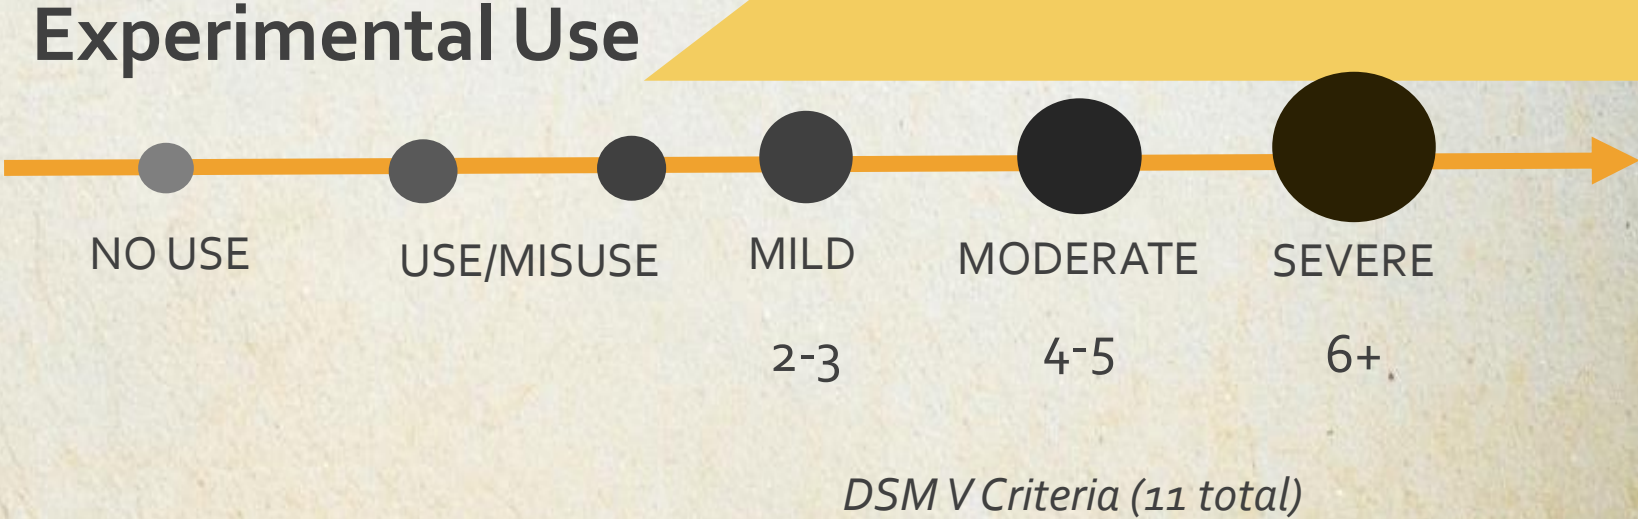 Experimental Use
NO USE
USE/MISUSE
MILD
MODERATE
SEVERE
2-3
4-5
6+
DSM V Criteria (11 total)